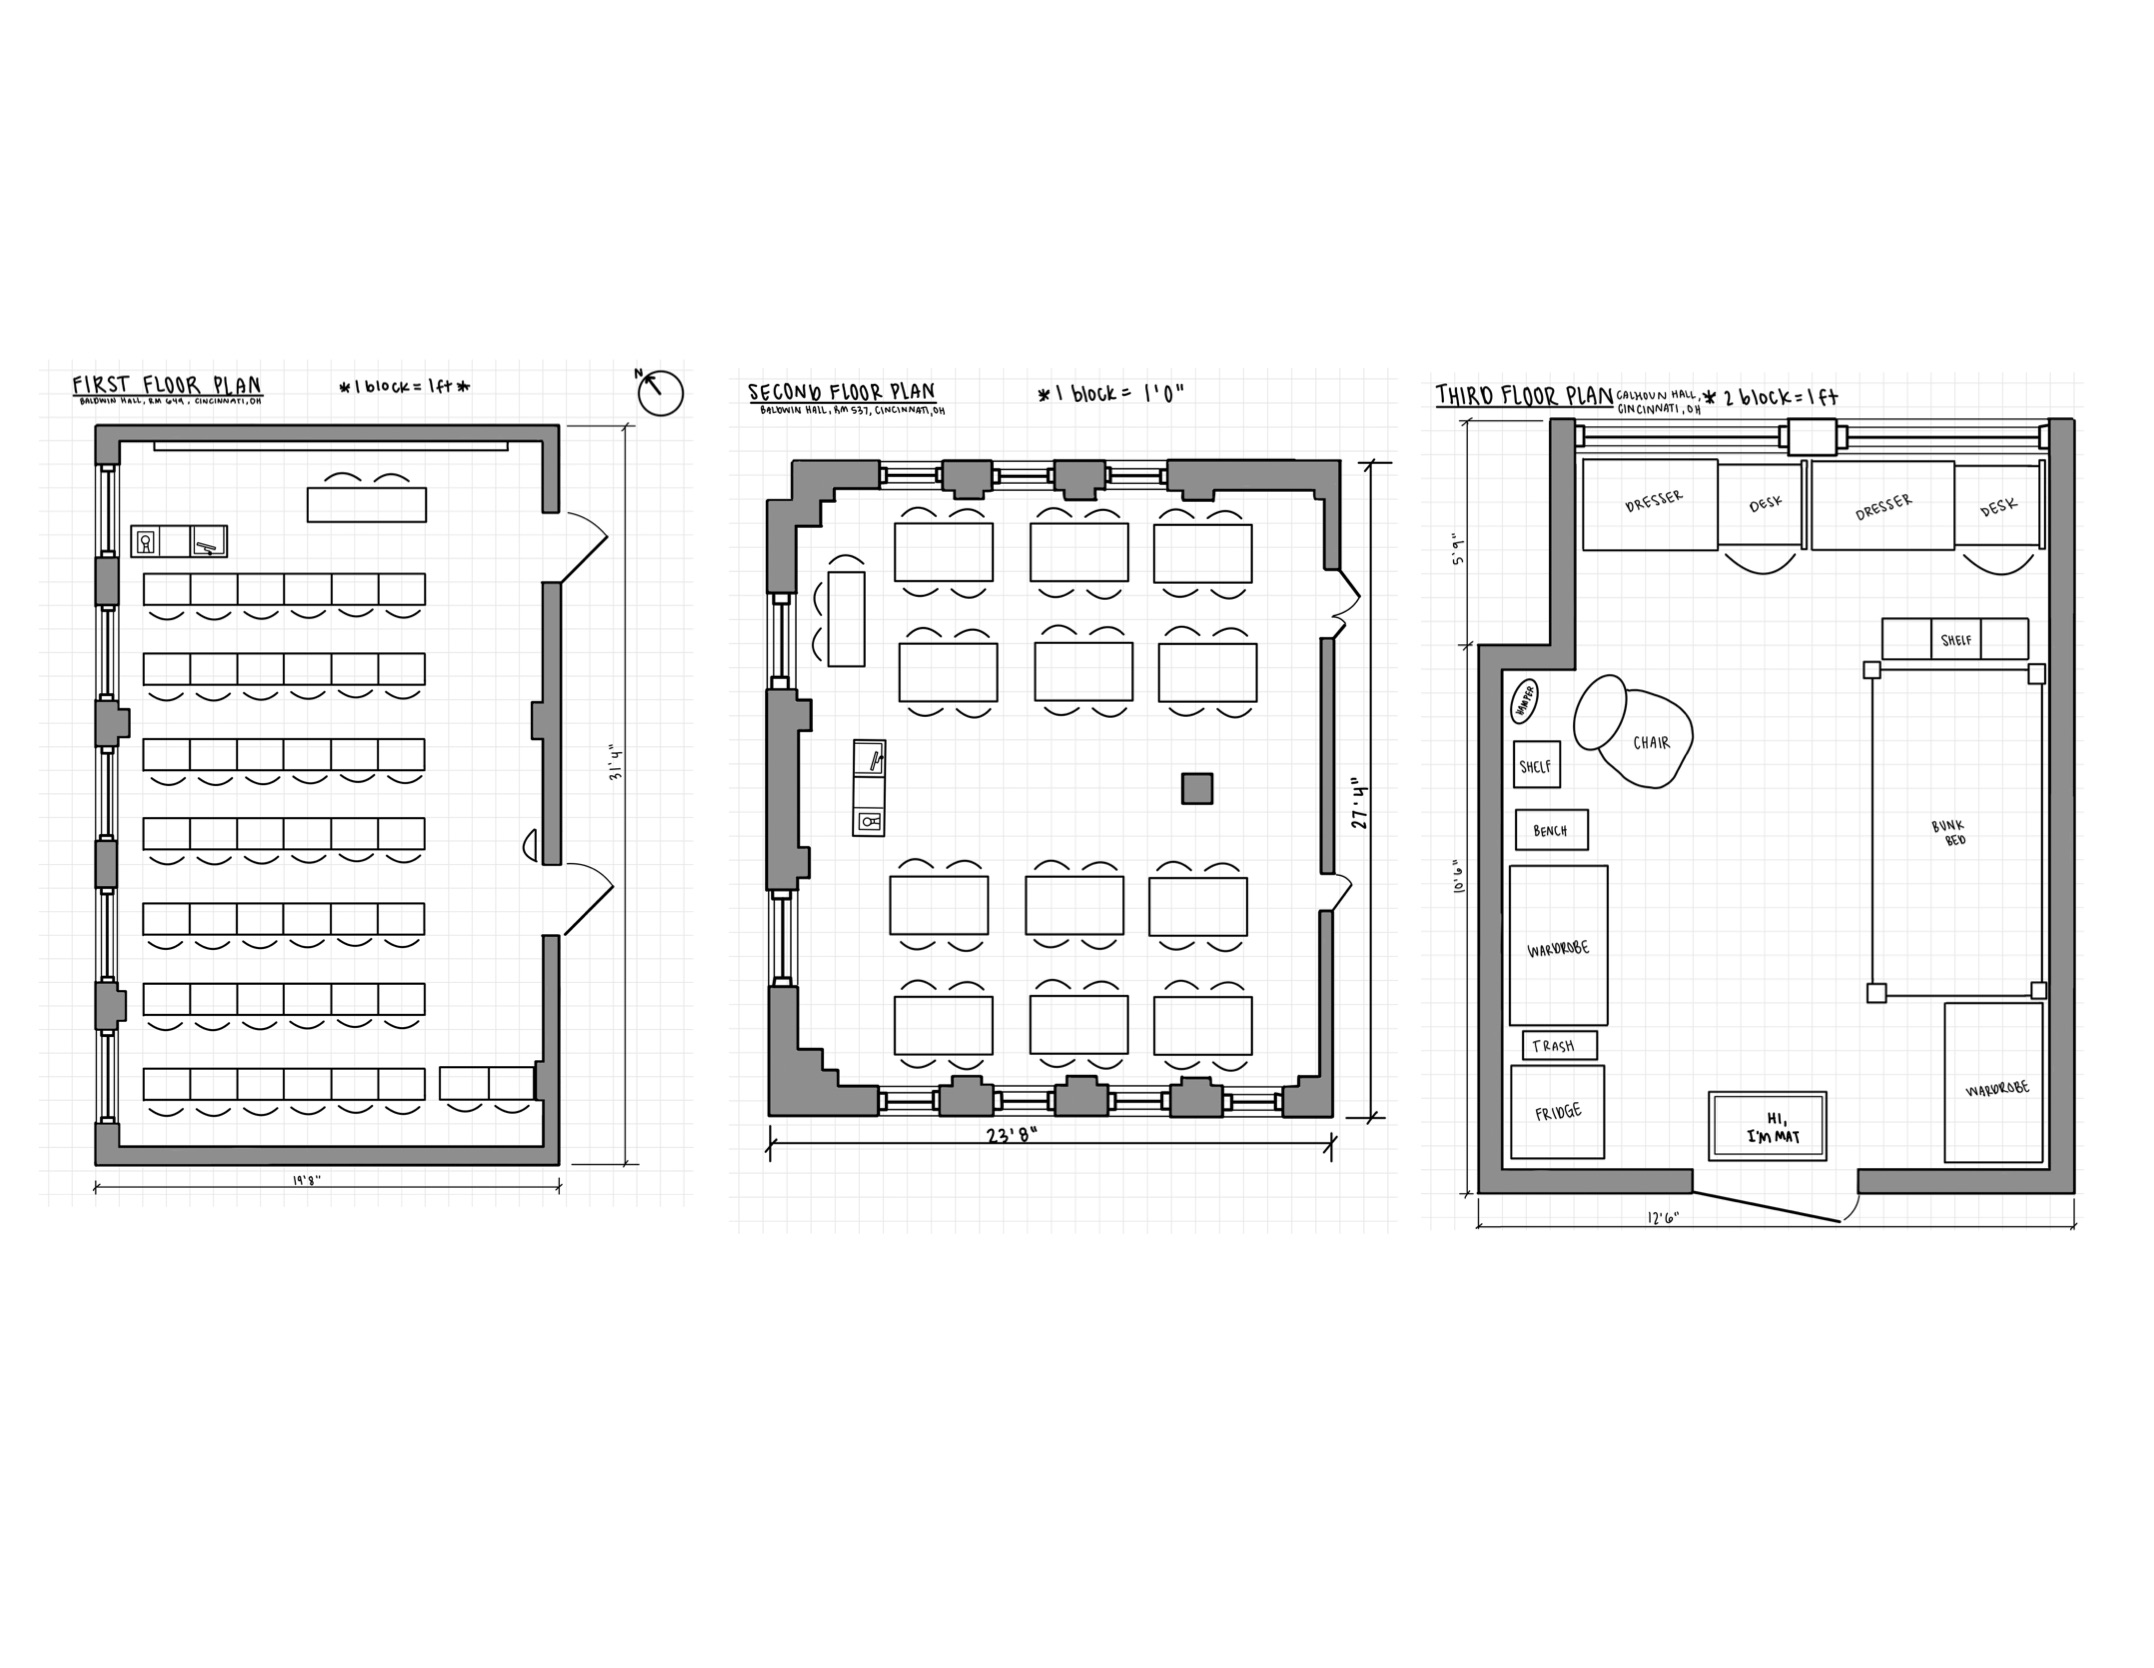 FIRST FLOOR PLAN
*1 block = 1ft*
N
BALDWIN HALL, RM 649, CINCINNATI, OH
31'4"
19'8"
SECOND FLOOR PLAN
*1 block = 1'0"
BALDWIN HALL, RM 537, CINCINNATI, OH
27'4"
23'8"
THIRD FLOOR PLAN
CALHOUN HALL,
CINCINNATI, OH
* 2 block = 1ft
DRESSER
DESK
DRESSER
DESK
5'6"
SHELF
HAMPER
CHAIR
SHELF
BENCH
BUNK
BED
10'6"
WARDROBE
TRASH
FRIDGE
WARDROBE
HI,
I'M MAT
12'6"